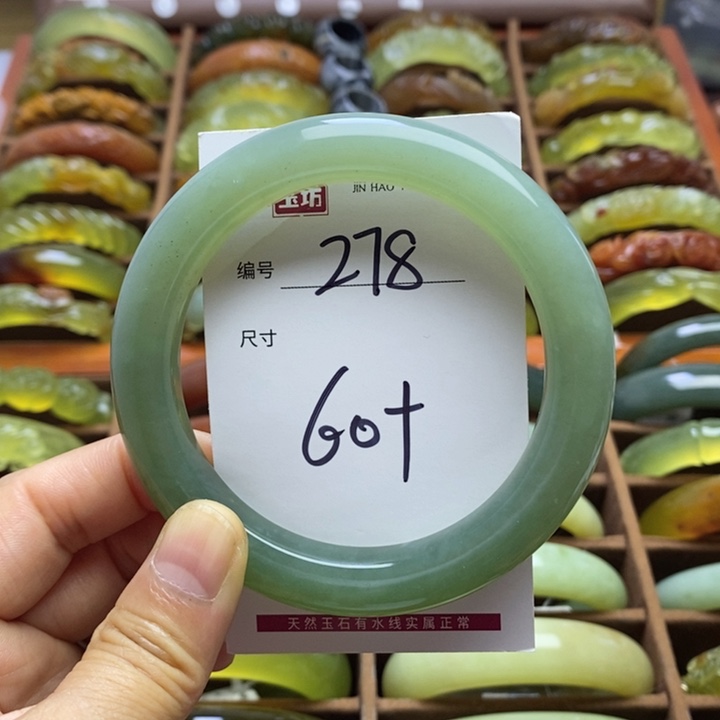 玉坊
JIN HAO
编号 278
尺寸
60+
天然玉石有水线实属正常